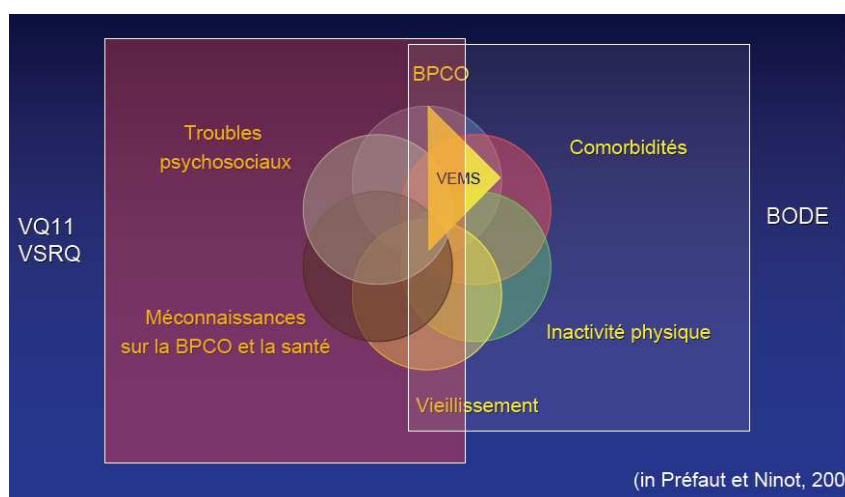 BPCO
Troubles
psychosociaux
Comorbidités
VEMS
VQ11
VSRQ
BODE
Méconnaissances
sur la BPCO et la santé
Inactivité physique
Vieillissement
(in Préfaut et Ninot, 200